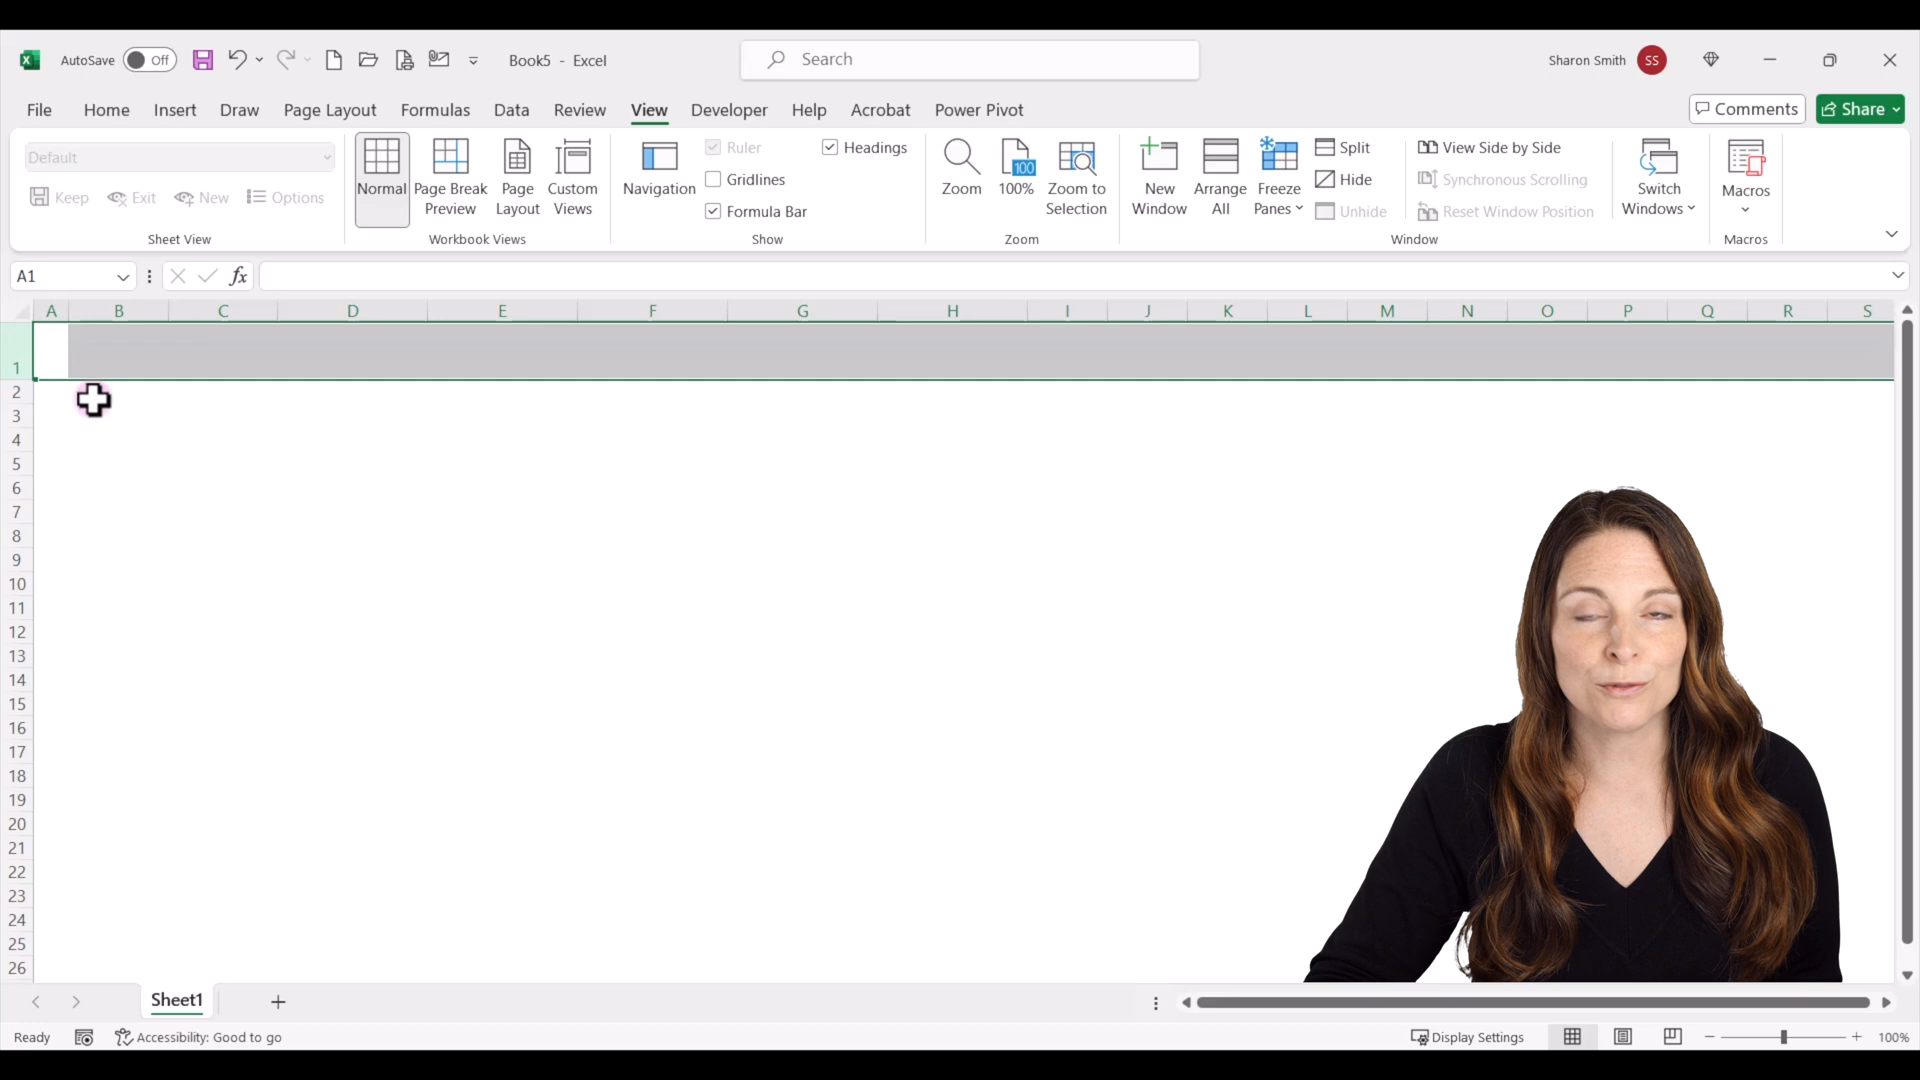 AutoSave Off Book5 - Excel Search Sharon Smith SS
File Home Insert Draw Page Layout Formulas Data Review View Developer Help Acrobat Power Pivot Comments Share
Default
Keep Exit New Options
Sheet View
Normal
Page Break
Preview
Page
Layout
Custom
Views
Workbook Views
Navigation
Ruler
Gridlines
Formula Bar
Headings
Show
Zoom
100
100%
Zoom to
Selection
Zoom
New
Window
Arrange
All
Freeze
Panes
Split
Hide
Unhide
View Side by Side
Synchronous Scrolling
Reset Window Position
Switch
Windows
Window
Macros
Macros
A1 fx
A B C D E F G H I J K L M N O P Q R S
1
2
3
4
5
6
7
8
9
10
11
12
13
14
15
16
17
18
19
20
21
22
23
24
25
26
Sheet1
Ready Accessibility: Good to go Display Settings 100%